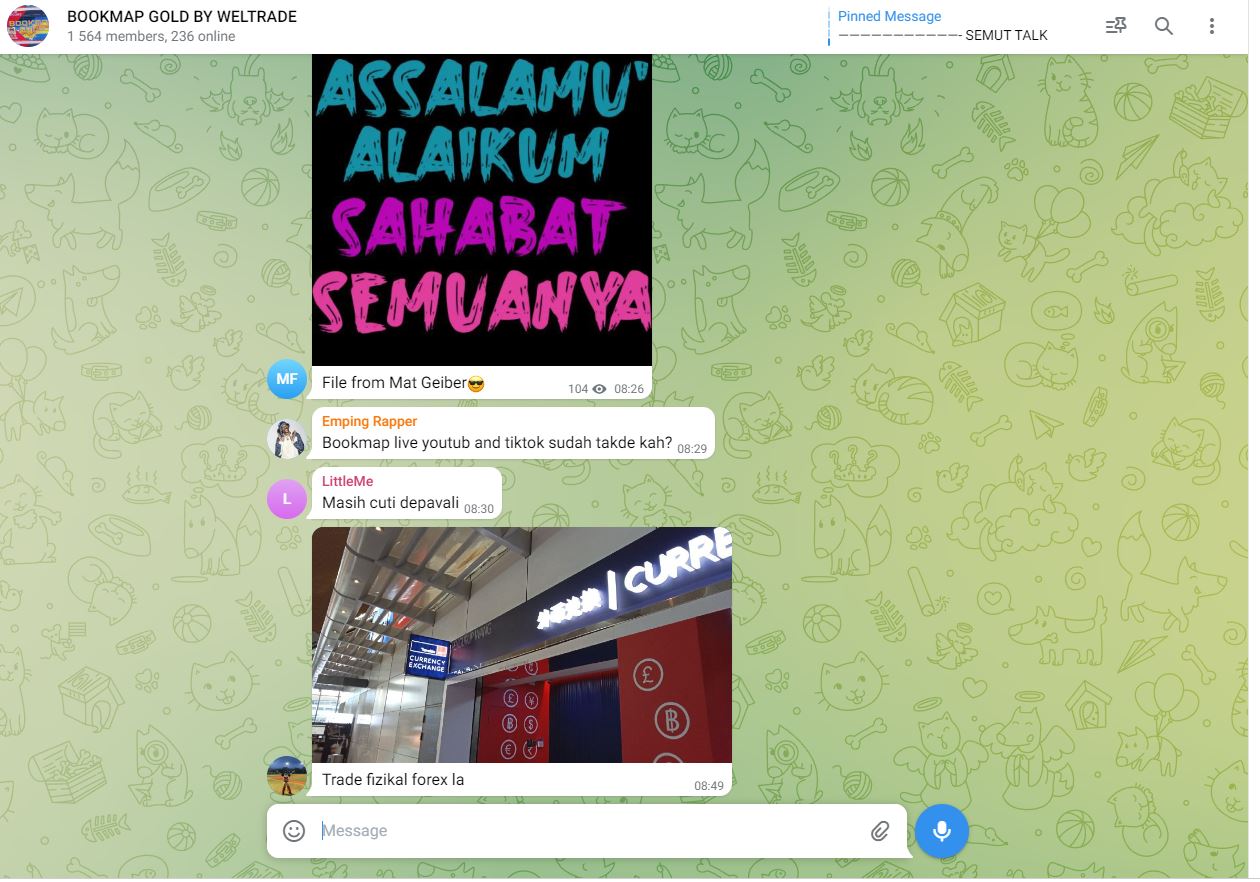 BOOKMAP GOLD BY WELTRADE
1 564 members, 236 online
Pinned Message
———————————- SEMUT TALK
ASSALAMU'
ALAIKUM
SAHABAT
SEMUANYA
MF
File from Mat Geiber😎
104 08:26
Emping Rapper
Bookmap live youtub and tiktok sudah takde kah? 08:29
LittleMe
L
Masih cuti depavali 08:30
CURRE
CURRENCY
EXCHANGE
Trade fizikal forex la
08:49
Message